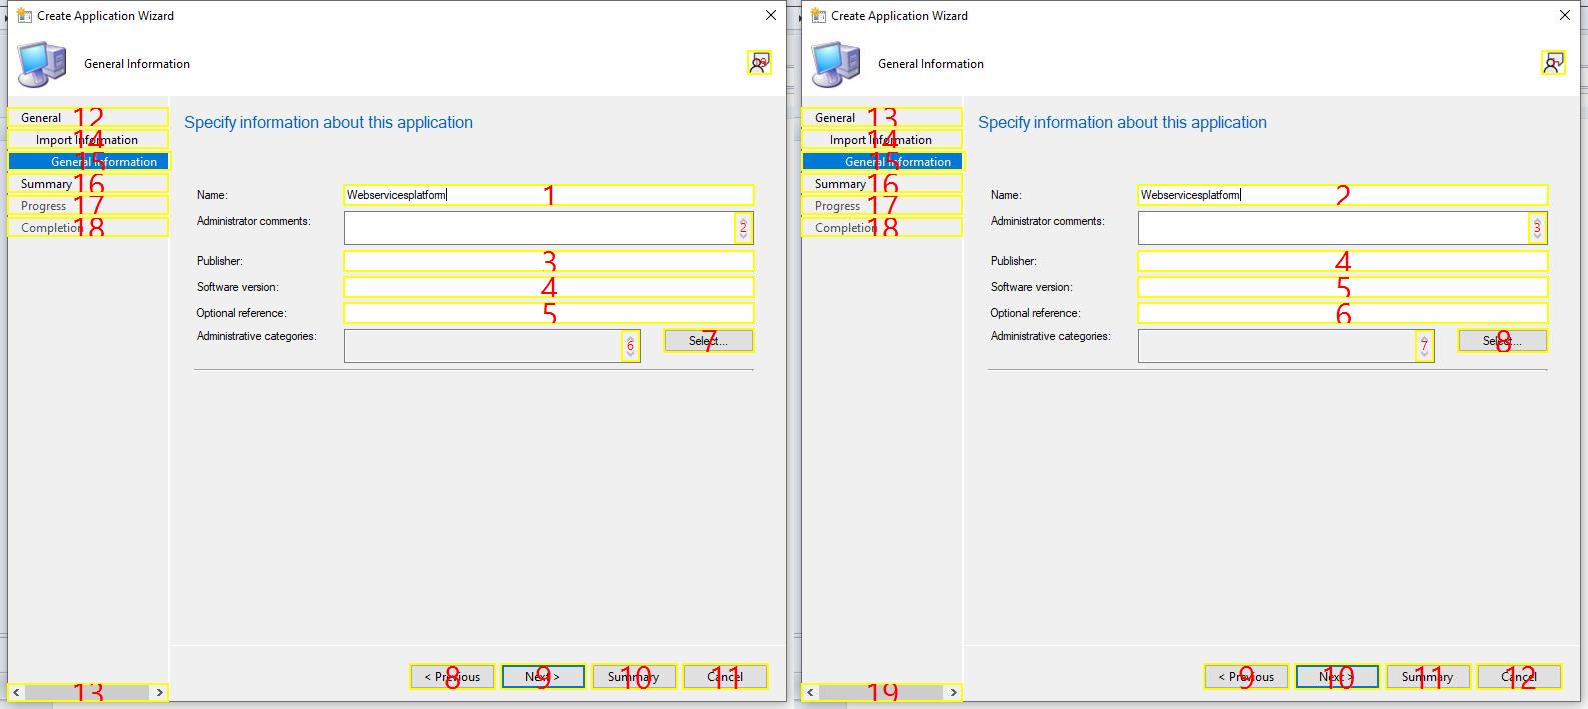 Create Application Wizard
General Information
19
General 12
Import Information 14
General Information 15
Summary 16
Progress 17
Completion 18
13
Specify information about this application
Name: Webservicesplatform 1
Administrator comments: 2
Publisher: 3
Software version: 4
Optional reference: 5
Administrative categories: 6
Select... 7
< Previous 8
Next > 9
Summary 10
Cancel 11
Create Application Wizard
General Information
General 13
Import Information 14
General Information 15
Summary 16
Progress 17
Completion 18
19
Specify information about this application
Name: Webservicesplatform 2
Administrator comments: 3
Publisher: 4
Software version: 5
Optional reference: 6
Administrative categories: 7
Select... 8
< Previous 9
Next > 10
Summary 11
Cancel 12